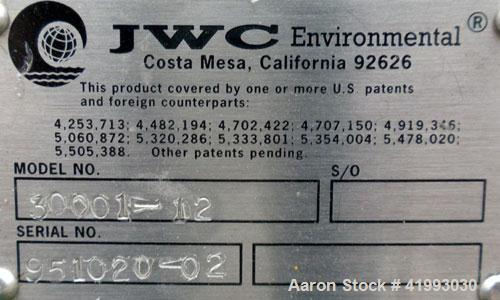 JWC Environmental®
Costa Mesa, California 92626
This product covered by one or more U.S. patents
and foreign counterparts:
4,253,713; 4,482,194; 4,702,422; 4,707,150; 4,919,346;
5,060,872; 5,320,286; 5,333,801; 5,354,004; 5,478,020;
5,505,388. Other patents pending.
MODEL NO. S/O
30001-12
SERIAL NO.
951020-02
Aaron Stock # 41993030